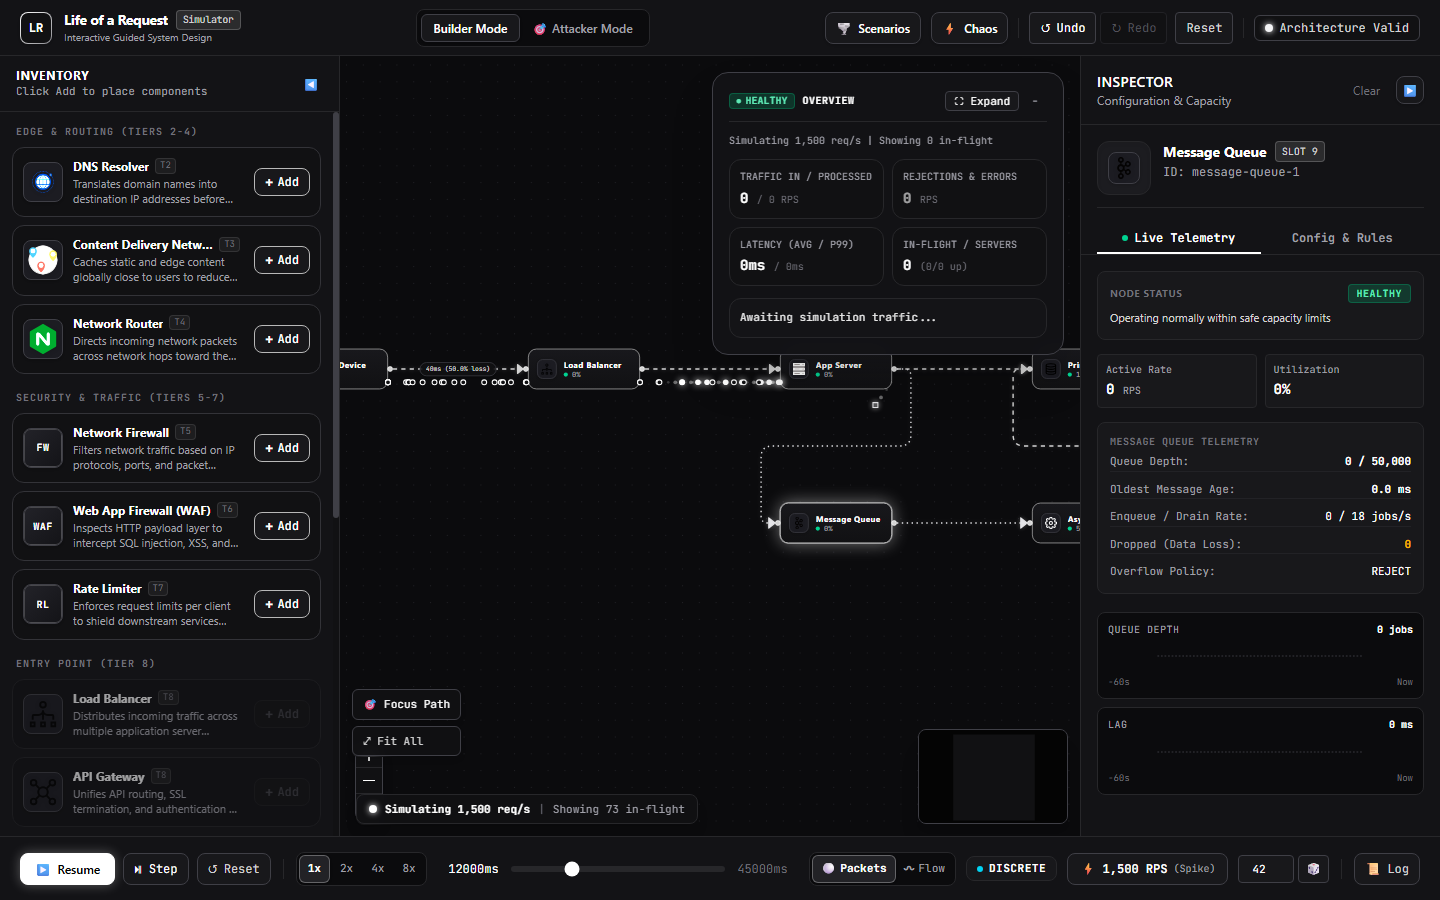 LR
Life of a Request
Simulator
Interactive Guided System Design
Builder Mode
Attacker Mode
Scenarios
Chaos
↺ Undo
↻ Redo
Reset
Architecture Valid
INVENTORY
Click Add to place components
EDGE & ROUTING (TIERS 2-4)
DNS Resolver T2
Translates domain names into
destination IP addresses before...
+ Add
Content Delivery Netw... T3
Caches static and edge content
globally close to users to reduce...
+ Add
Network Router T4
Directs incoming network packets
across network hops toward the...
+ Add
SECURITY & TRAFFIC (TIERS 5-7)
FW
Network Firewall T5
Filters network traffic based on IP
protocols, ports, and packet...
+ Add
WAF
Web App Firewall (WAF) T6
Inspects HTTP payload layer to
intercept SQL injection, XSS, and...
+ Add
RL
Rate Limiter T7
Enforces request limits per client
to shield downstream services...
+ Add
ENTRY POINT (TIER 8)
Load Balancer T8
Distributes incoming traffic across
multiple application server...
+ Add
API Gateway T8
Unifies API routing, SSL
termination, and authentication ...
+ Add
HEALTHY OVERVIEW
Expand
-
Simulating 1,500 req/s | Showing 0 in-flight
TRAFFIC IN / PROCESSED
0 / 0 RPS
REJECTIONS & ERRORS
0 RPS
LATENCY (AVG / P99)
0ms / 0ms
IN-FLIGHT / SERVERS
0 (0/0 up)
Awaiting simulation traffic...
Device
40ms (50.0% loss)
Load Balancer
0%
App Server
0%
Pri
1
Message Queue
0%
Asy
5
Focus Path
Fit All
Simulating 1,500 req/s | Showing 73 in-flight
INSPECTOR
Configuration & Capacity
Clear
Message Queue SLOT 9
ID: message-queue-1
Live Telemetry
Config & Rules
NODE STATUS
HEALTHY
Operating normally within safe capacity limits
Active Rate
0 RPS
Utilization
0%
MESSAGE QUEUE TELEMETRY
Queue Depth: 0 / 50,000
Oldest Message Age: 0.0 ms
Enqueue / Drain Rate: 0 / 18 jobs/s
Dropped (Data Loss): 0
Overflow Policy: REJECT
QUEUE DEPTH 0 jobs
-60s Now
LAG 0 ms
-60s Now
Resume
Step
↺ Reset
1x 2x 4x 8x
12000ms
45000ms
Packets
Flow
DISCRETE
1,500 RPS (Spike)
42
Log